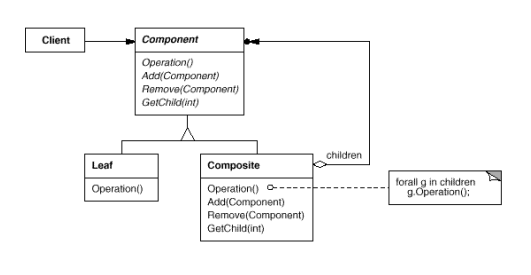 Client
Component
Operation()
Add(Component)
Remove(Component)
GetChild(int)
children
Leaf
Operation()
Composite
Operation()
Add(Component)
Remove(Component)
GetChild(int)
forall g in children
g.Operation();